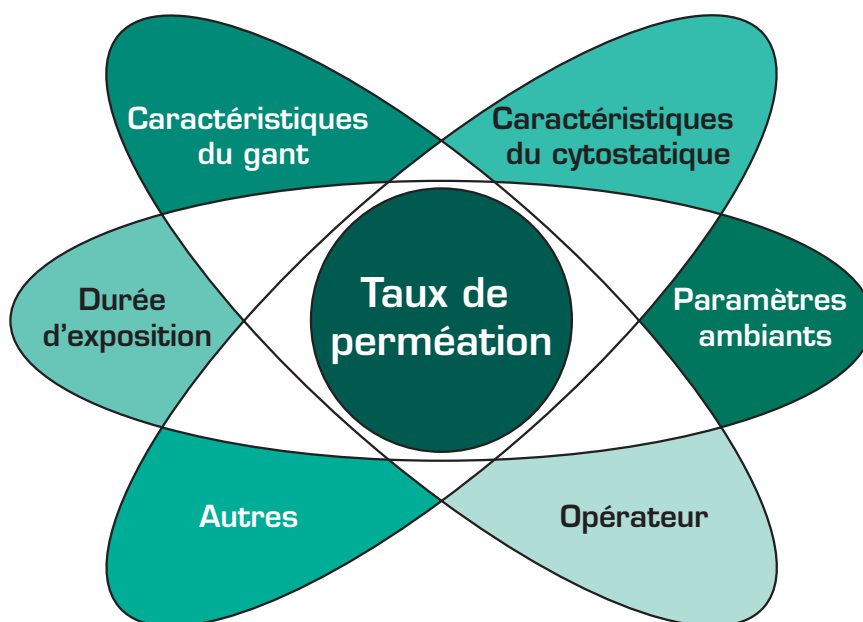 Caractéristiques
du gant
Caractéristiques
du cytostatique
Durée
d'exposition
Taux de
perméation
Paramètres
ambiants
Autres
Opérateur